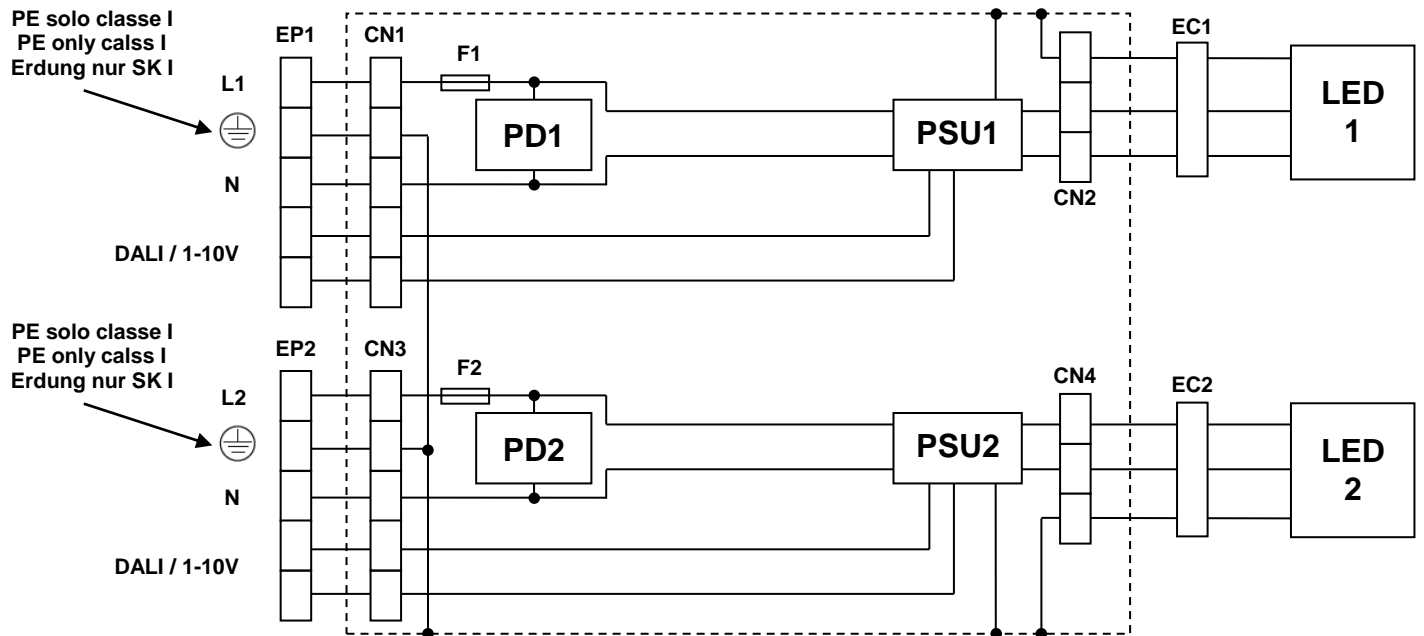 PE solo classe I
PE only calss I
Erdung nur SK I
EP1
CN1
F1
EC1
L1
PD1
PSU1
LED
1
N
CN2
DALI / 1-10V
PE solo classe I
PE only calss I
Erdung nur SK I
EP2
CN3
F2
CN4
EC2
L2
PD2
PSU2
LED
2
N
DALI / 1-10V